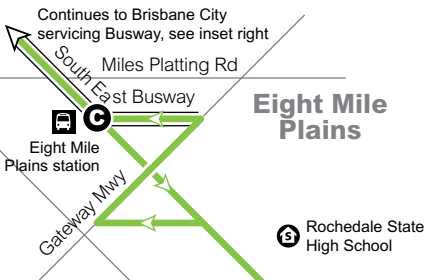 Continues to Brisbane City
servicing Busway, see inset right
Miles Platting Rd
South East Busway
C
Eight Mile
Plains
Eight Mile
Plains station
Gateway Mwy
S
Rochedale State
High School